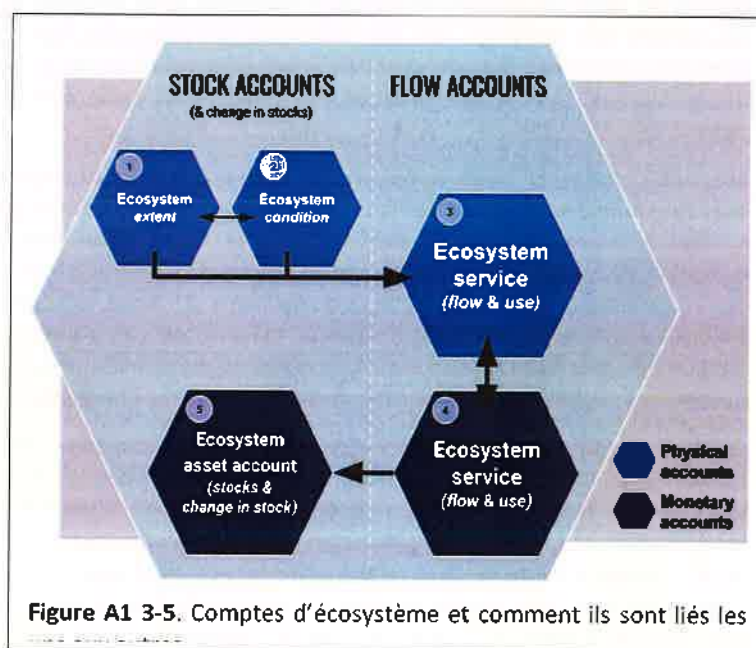 STOCK ACCOUNTS
(& change in stocks)
FLOW ACCOUNTS
1
Ecosystem
extent
2
Ecosystem
condition
3
Ecosystem
service
(flow & use)
5
Ecosystem
asset account
(stocks &
change in stock)
4
Ecosystem
service
(flow & use)
Physical
accounts
Monetary
accounts
Figure A1 3-5. Comptes d'écosystème et comment ils sont liés les